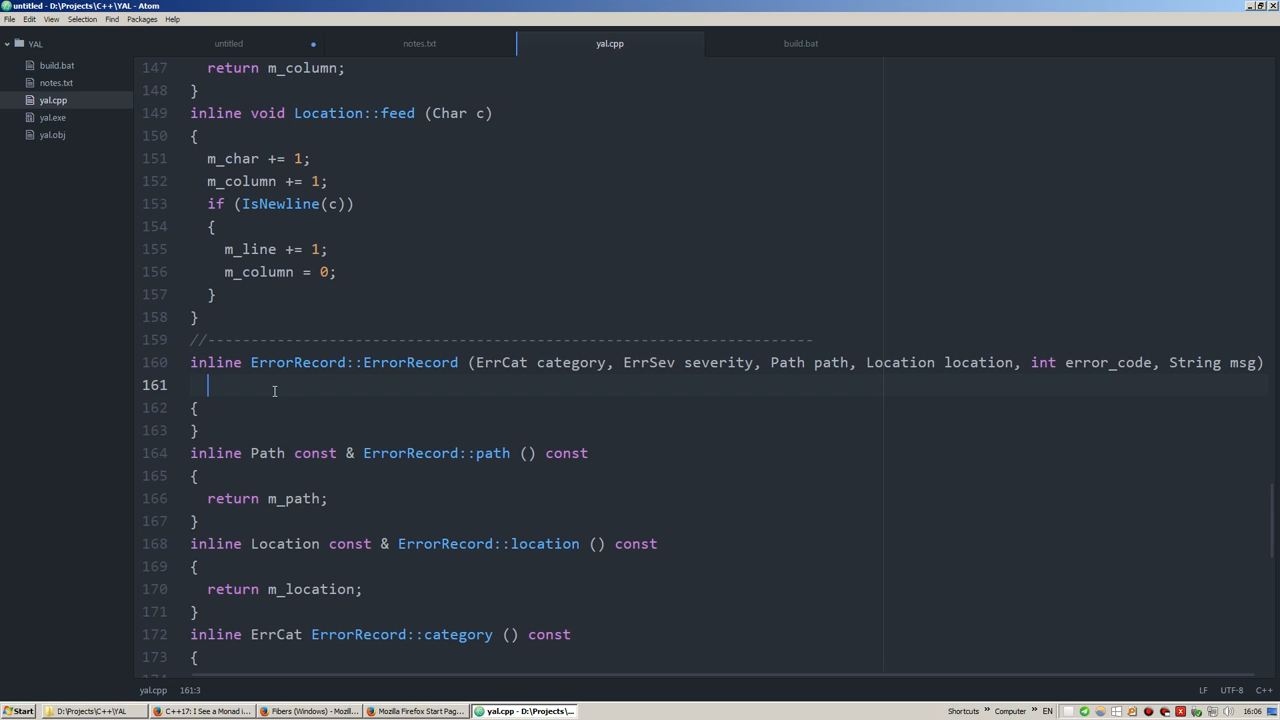 untitled - D:\Projects\C++\YAL - Atom
File Edit View Selection Find Packages Help
YAL
build.bat
notes.txt
yal.cpp
yal.exe
yal.obj
untitled notes.txt yal.cpp build.bat
147 return m_column;
148 }
149 inline void Location::feed (Char c)
150 {
151 m_char += 1;
152 m_column += 1;
153 if (IsNewline(c))
154 {
155 m_line += 1;
156 m_column = 0;
157 }
158 }
159 //----------------------------------------------------------------------
160 inline ErrorRecord::ErrorRecord (ErrCat category, ErrSev severity, Path path, Location location, int error_code, String msg)
161
162 {
163 }
164 inline Path const & ErrorRecord::path () const
165 {
166 return m_path;
167 }
168 inline Location const & ErrorRecord::location () const
169 {
170 return m_location;
171 }
172 inline ErrCat ErrorRecord::category () const
173 {
yal.cpp 161:3 LF UTF-8 C++
Start D:\Projects\C++\YAL C++17: I See a Monad i... Fibers (Windows) - Mozill... Mozilla Firefox Start Pag... yal.cpp - D:\Projects\... Shortcuts » Computer » EN 16:06